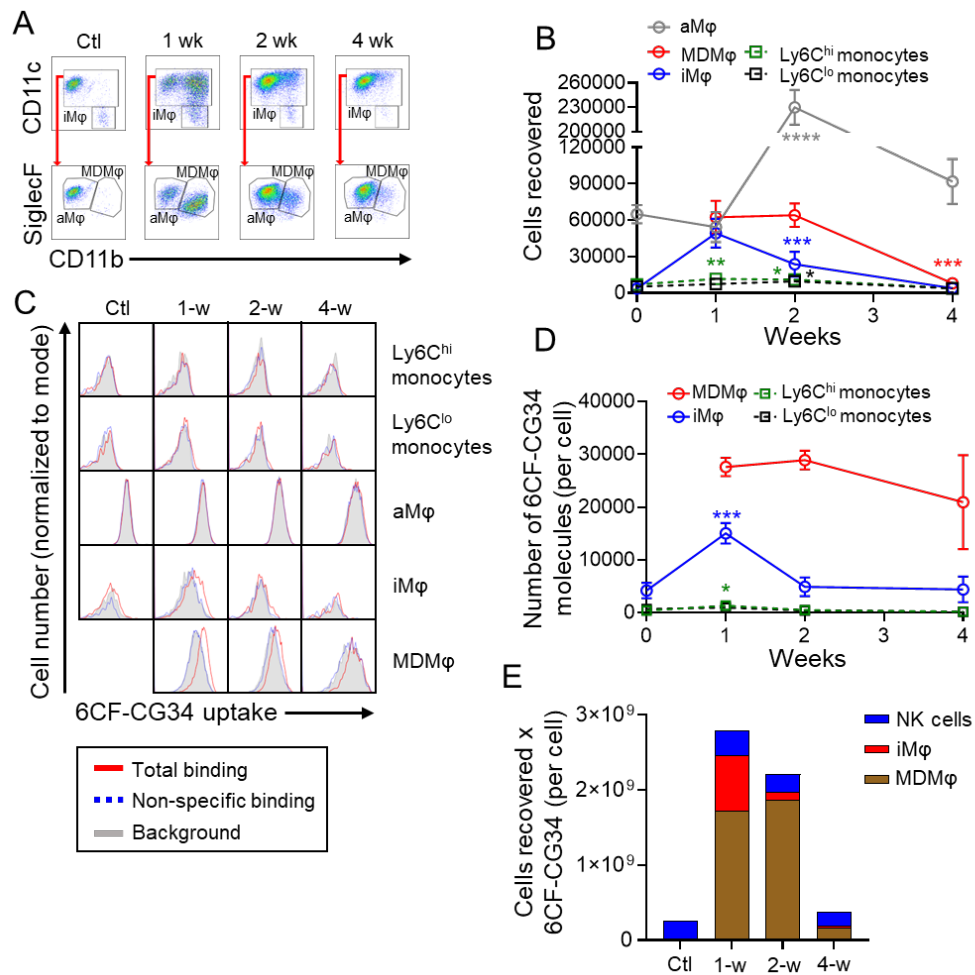 A
Ctl 1 wk 2 wk 4 wk
CD11c
iMφ iMφ iMφ iMφ
SiglecF
MDMφ MDMφ MDMφ MDMφ
aMφ aMφ aMφ aMφ
CD11b
B
aMφ
MDMφ Ly6Chi monocytes
iMφ Ly6Clo monocytes
Cells recovered
260000
230000
200000
120000
90000
60000
30000
0
****
***
**
*
*
***
0 1 2 3 4
Weeks
C
Ctl 1-w 2-w 4-w
Cell number (normalized to mode)
Ly6Chi
monocytes
Ly6Clo
monocytes
aMφ
iMφ
MDMφ
6CF-CG34 uptake
Total binding
Non-specific binding
Background
D
MDMφ Ly6Chi monocytes
iMφ Ly6Clo monocytes
Number of 6CF-CG34
molecules (per cell)
40000
30000
20000
10000
0
***
*
0 1 2 3 4
Weeks
E
Cells recovered x
6CF-CG34 (per cell)
3×10⁹
2×10⁹
1×10⁹
0
Ctl 1-w 2-w 4-w
NK cells
iMφ
MDMφ